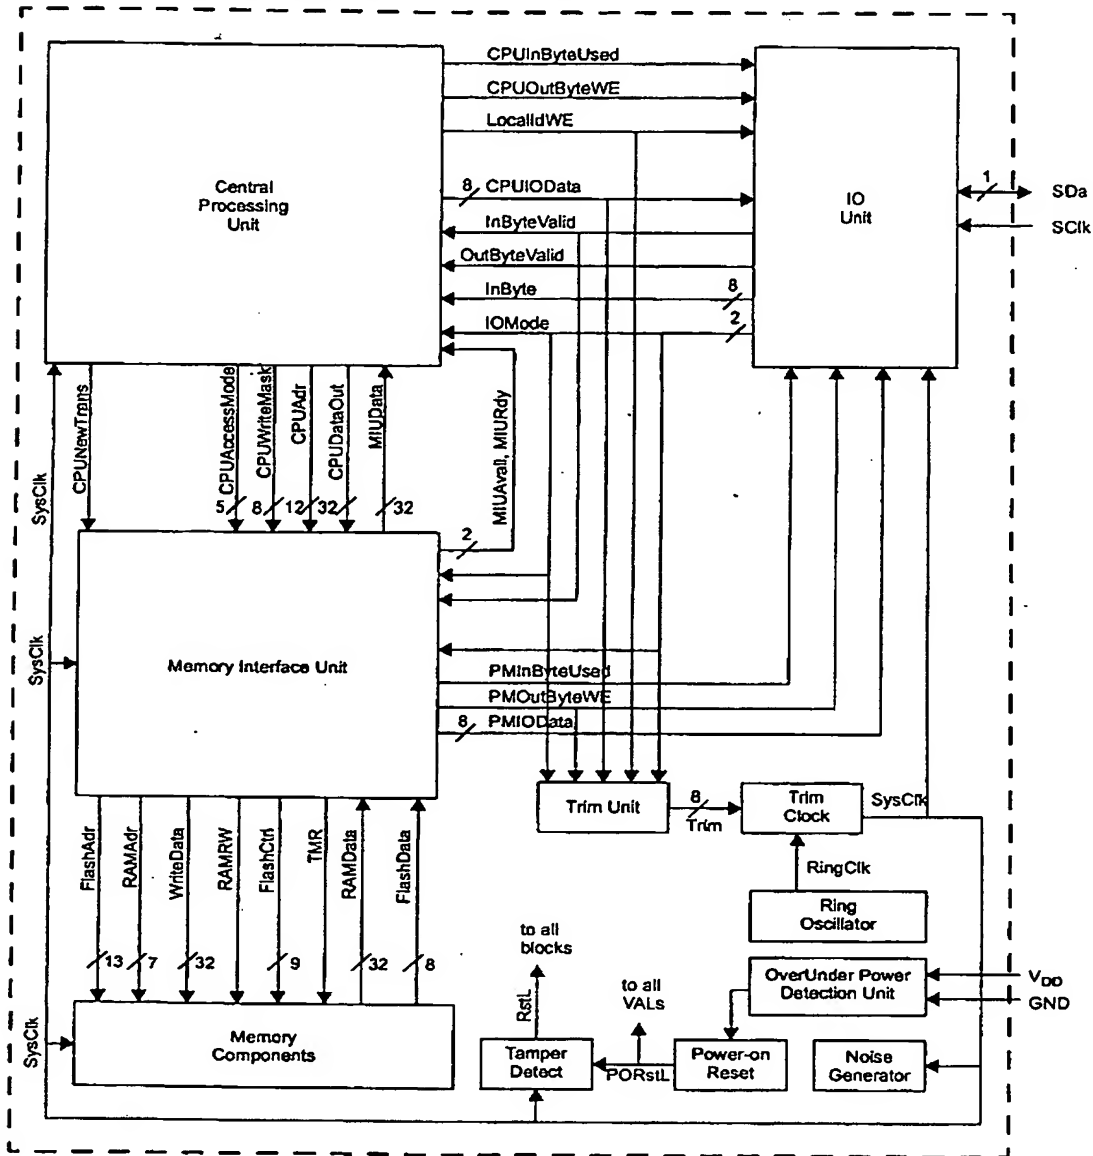 CPUInByteUsed
CPUOutByteWE
LocalIdWE
8 CPUIOData
InByteValid
OutByteValid
InByte 8
IOMode 2
Central
Processing
Unit
IO
Unit
1
SDa
SClk
CPUNewTrans
CPUAccessMode
CPUWriteMask
CPUAdr
CPUDataOut
MIUData
MIUAvail, MIURdy
5 8 12 32 32
2
SysClk
SysClk
Memory Interface Unit
PMInByteUsed
PMOutByteWE
8 PMIOData
Trim Unit
8
Trim
Trim
Clock
SysClk
RingClk
Ring
Oscillator
FlashAdr
RAMAdr
WriteData
RAMRW
FlashCtrl
TMR
RAMData
FlashData
13 7 32 9 32 8
to all
blocks
RstL
to all
VALs
OverUnder Power
Detection Unit
VDD
GND
SysClk
Memory
Components
Tamper
Detect
PORstL
Power-on
Reset
Noise
Generator